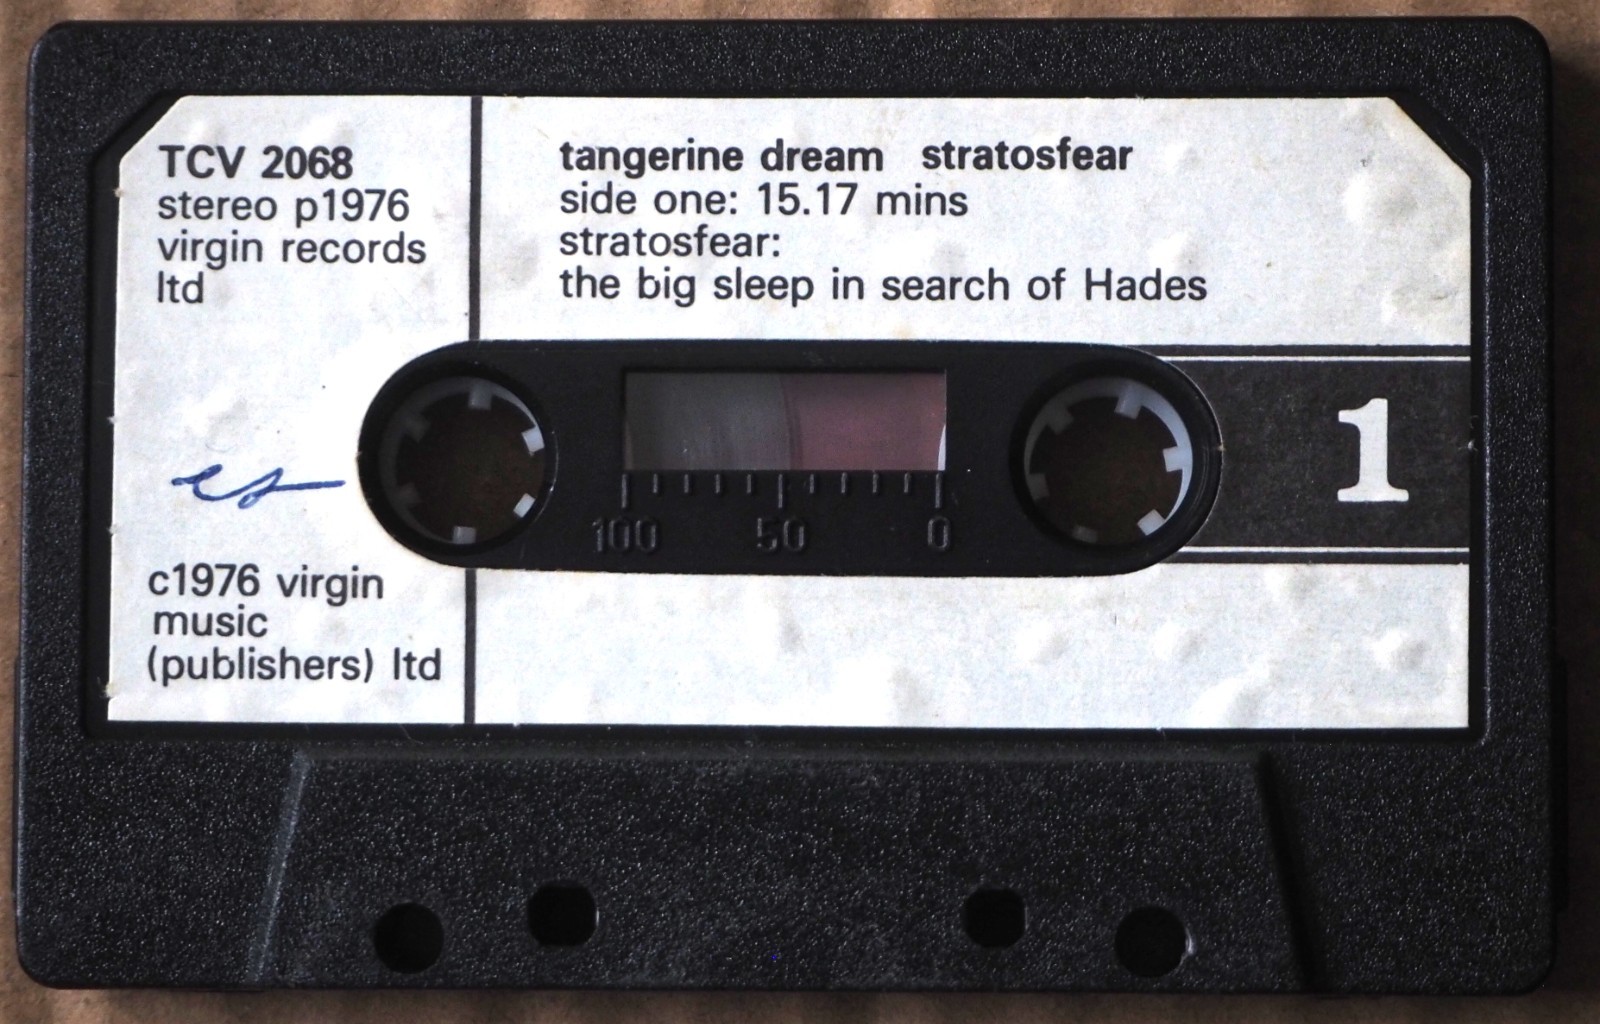 TCV 2068
stereo p1976
virgin records
ltd
tangerine dream stratosfear
side one: 15.17 mins
stratosfear:
the big sleep in search of Hades
1
100 50 0
es
c1976 virgin
music
(publishers) ltd